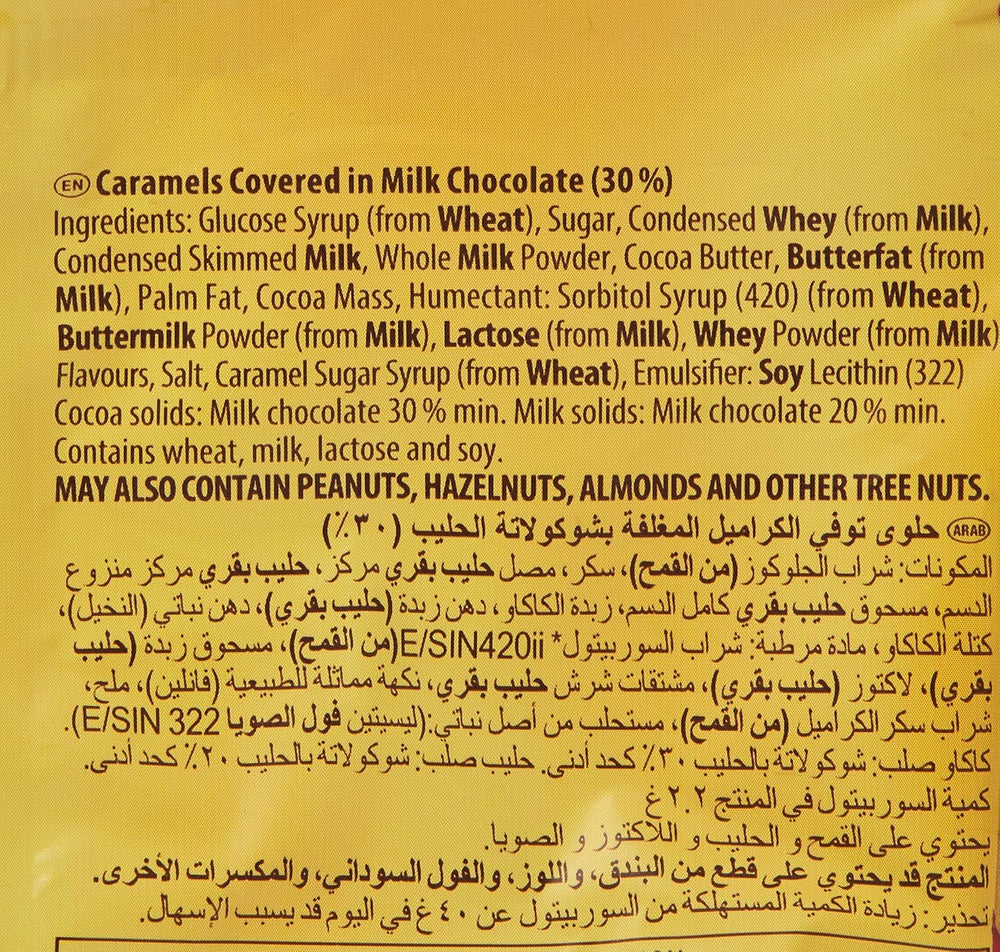 EN Caramels Covered in Milk Chocolate (30 %)
Ingredients: Glucose Syrup (from Wheat), Sugar, Condensed Whey (from Milk),
Condensed Skimmed Milk, Whole Milk Powder, Cocoa Butter, Butterfat (from
Milk), Palm Fat, Cocoa Mass, Humectant: Sorbitol Syrup (420) (from Wheat),
Buttermilk Powder (from Milk), Lactose (from Milk), Whey Powder (from Milk)
Flavours, Salt, Caramel Sugar Syrup (from Wheat), Emulsifier: Soy Lecithin (322)
Cocoa solids: Milk chocolate 30 % min. Milk solids: Milk chocolate 20 % min.
Contains wheat, milk, lactose and soy.
MAY ALSO CONTAIN PEANUTS, HAZELNUTS, ALMONDS AND OTHER TREE NUTS.
ARAB حلوى توفي الكراميل المغلفة بشوكولاتة الحليب (٣٠٪)
المكونات: شراب الجلوكوز (من القمح)، سكر، مصل حليب بقري مركز، حليب بقري مركز منزوع
الدسم، مسحوق حليب بقري كامل الدسم، زبدة الكاكاو، دهن زبدة (حليب بقري)، دهن نباتي (النخيل)،
كتلة الكاكاو، مادة مرطبة: شراب السوربيتول* E/SIN420ii (من القمح)، مسحوق زبدة (حليب
بقري)، لاكتوز (حليب بقري)، مشتقات شرش حليب بقري، نكهة مماثلة للطبيعية (فانلين)، ملح،
شراب سكر الكراميل (من القمح)، مستحلب من أصل نباتي:(ليسيتين فول الصويا E/SIN 322).
كاكاو صلب: شوكولاتة بالحليب ٣٠٪ كحد أدنى. حليب صلب: شوكولاتة بالحليب ٢٠٪ كحد أدنى.
كمية السوربيتول في المنتج ٢.٢ غ
يحتوي على القمح و الحليب و اللاكتوز و الصويا.
المنتج قد يحتوي على قطع من البندق، واللوز، والفول السوداني، والمكسرات الأخرى.
تحذير: زيادة الكمية المستهلكة من السوربيتول عن ٤٠ غ في اليوم قد يسبب الإسهال.